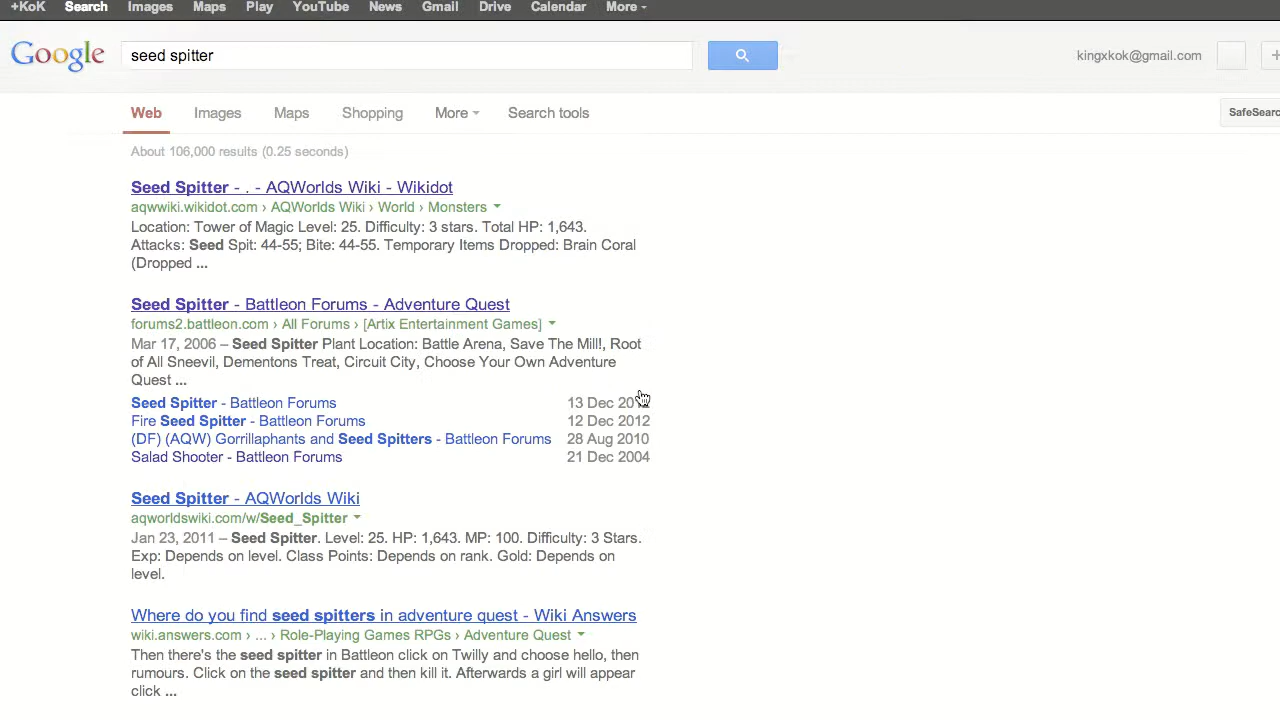 +KoK Search Images Maps Play YouTube News Gmail Drive Calendar More
Google seed spitter kingxkok@gmail.com
Web Images Maps Shopping More Search tools
About 106,000 results (0.25 seconds)
Seed Spitter - . - AQWorlds Wiki - Wikidot
aqwwiki.wikidot.com › AQWorlds Wiki › World › Monsters
Location: Tower of Magic Level: 25. Difficulty: 3 stars. Total HP: 1,643.
Attacks: Seed Spit: 44-55; Bite: 44-55. Temporary Items Dropped: Brain Coral
(Dropped ...
Seed Spitter - Battleon Forums - Adventure Quest
forums2.battleon.com › All Forums › [Artix Entertainment Games]
Mar 17, 2006 – Seed Spitter Plant Location: Battle Arena, Save The Mill!, Root
of All Sneevil, Dementons Treat, Circuit City, Choose Your Own Adventure
Quest ...
Seed Spitter - Battleon Forums 13 Dec
Fire Seed Spitter - Battleon Forums 12 Dec 2012
(DF) (AQW) Gorrillaphants and Seed Spitters - Battleon Forums 28 Aug 2010
Salad Shooter - Battleon Forums 21 Dec 2004
Seed Spitter - AQWorlds Wiki
aqworldswiki.com/w/Seed_Spitter
Jan 23, 2011 – Seed Spitter. Level: 25. HP: 1,643. MP: 100. Difficulty: 3 Stars.
Exp: Depends on level. Class Points: Depends on rank. Gold: Depends on
level.
Where do you find seed spitters in adventure quest - Wiki Answers
wiki.answers.com › ... › Role-Playing Games RPGs › Adventure Quest
Then there's the seed spitter in Battleon click on Twilly and choose hello, then
rumours. Click on the seed spitter and then kill it. Afterwards a girl will appear
click ...